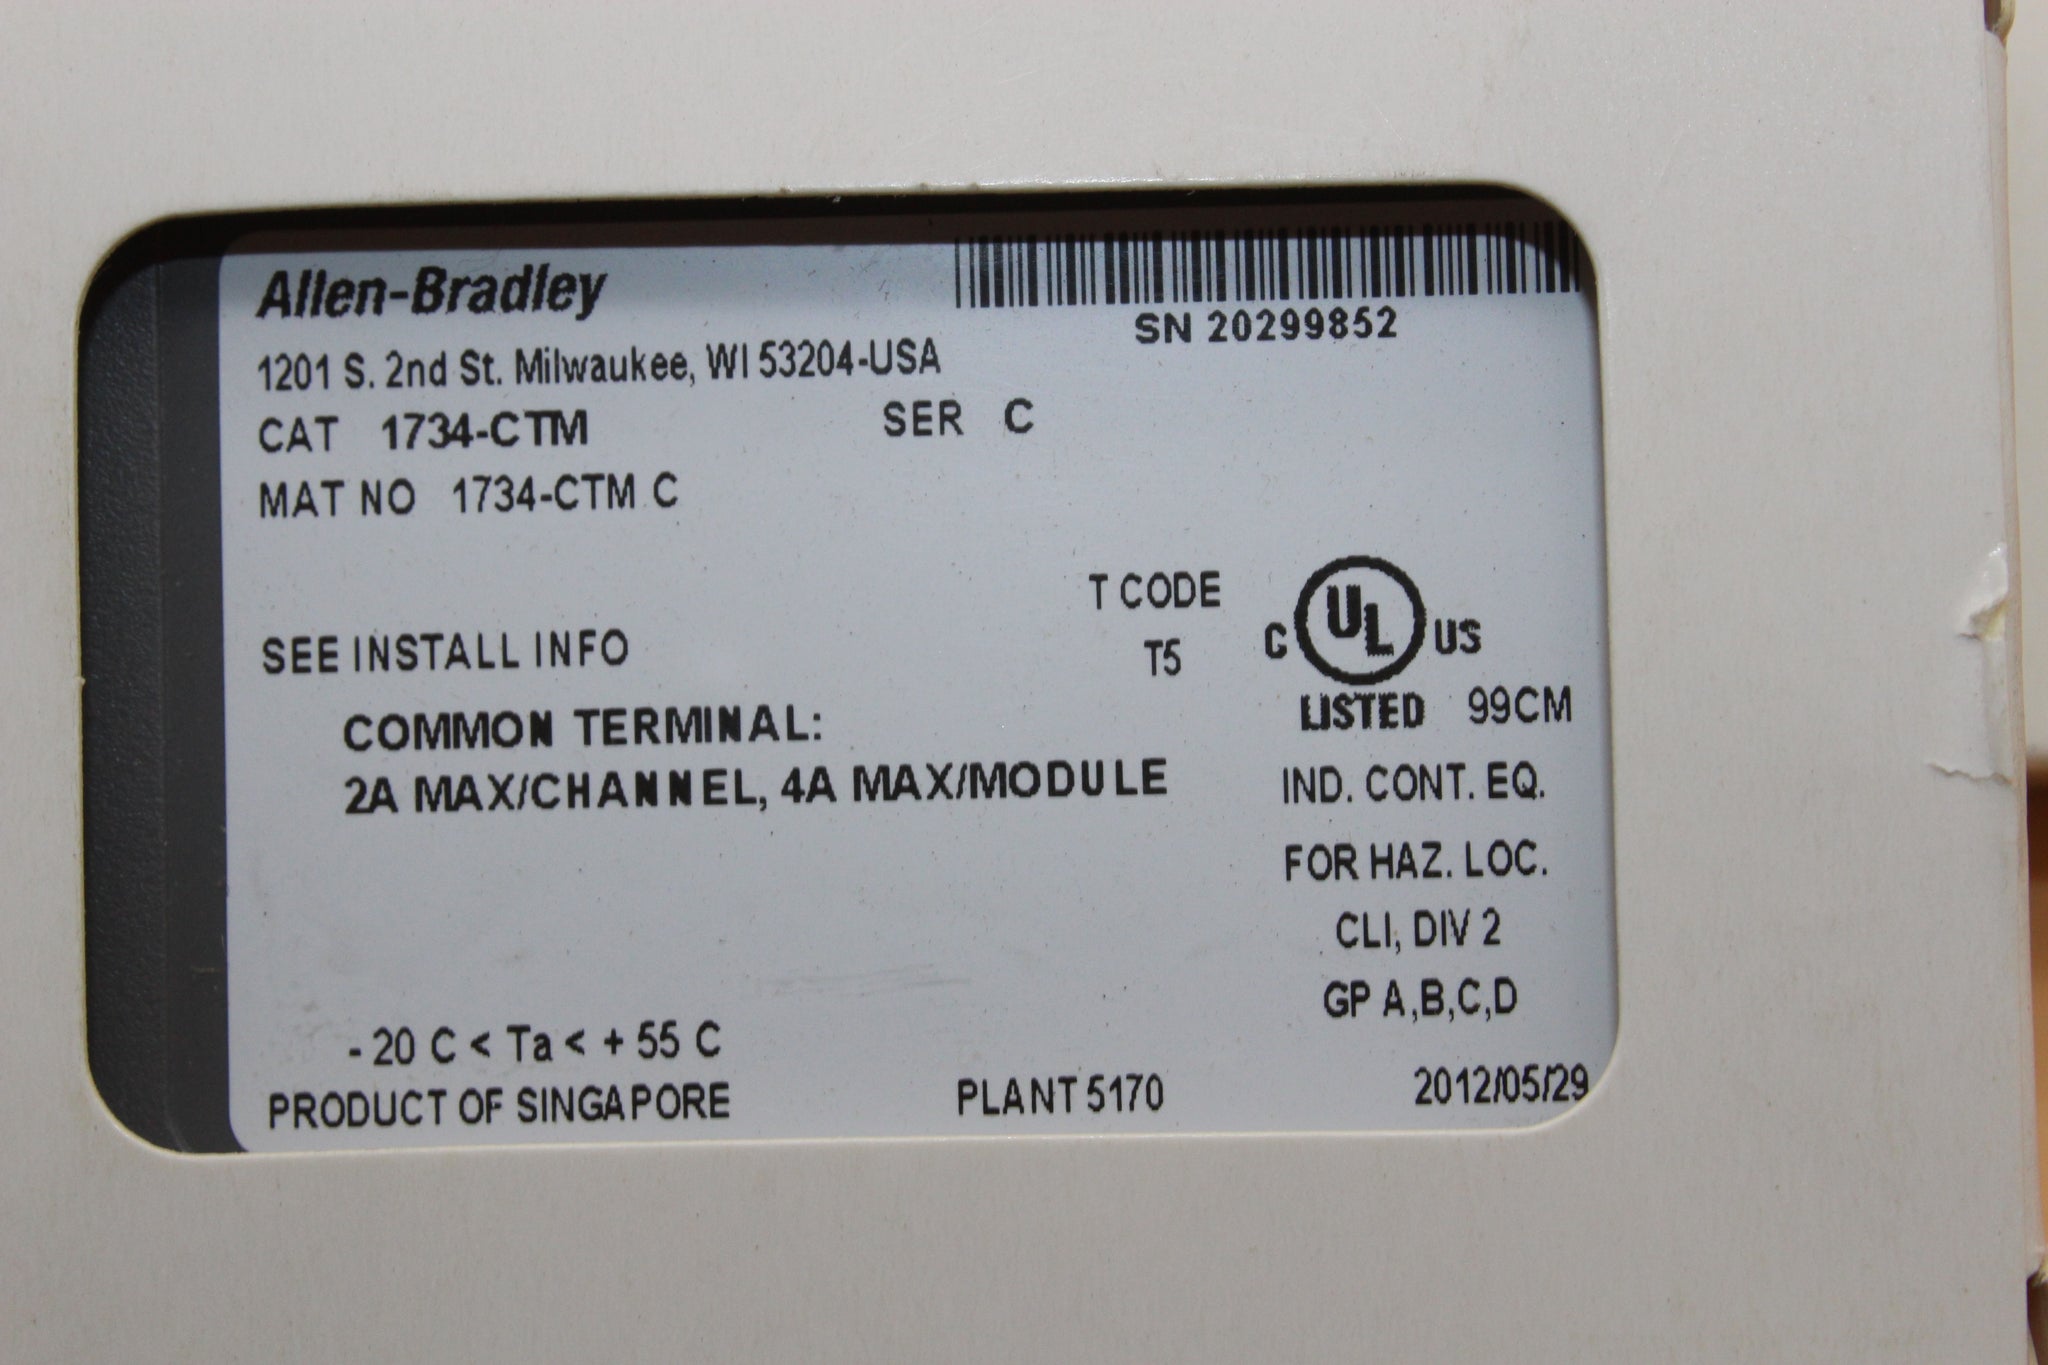 Allen-Bradley
SN 20299852
1201 S. 2nd St. Milwaukee, WI 53204-USA
CAT 1734-CTM SER C
MAT NO 1734-CTM C
T CODE
T5
C UL US
LISTED 99CM
SEE INSTALL INFO
COMMON TERMINAL:
2A MAX/CHANNEL, 4A MAX/MODULE
IND. CONT. EQ.
FOR HAZ. LOC.
CLI, DIV 2
GP A,B,C,D
- 20 C < Ta < + 55 C
PRODUCT OF SINGAPORE PLANT 5170 2012/05/29